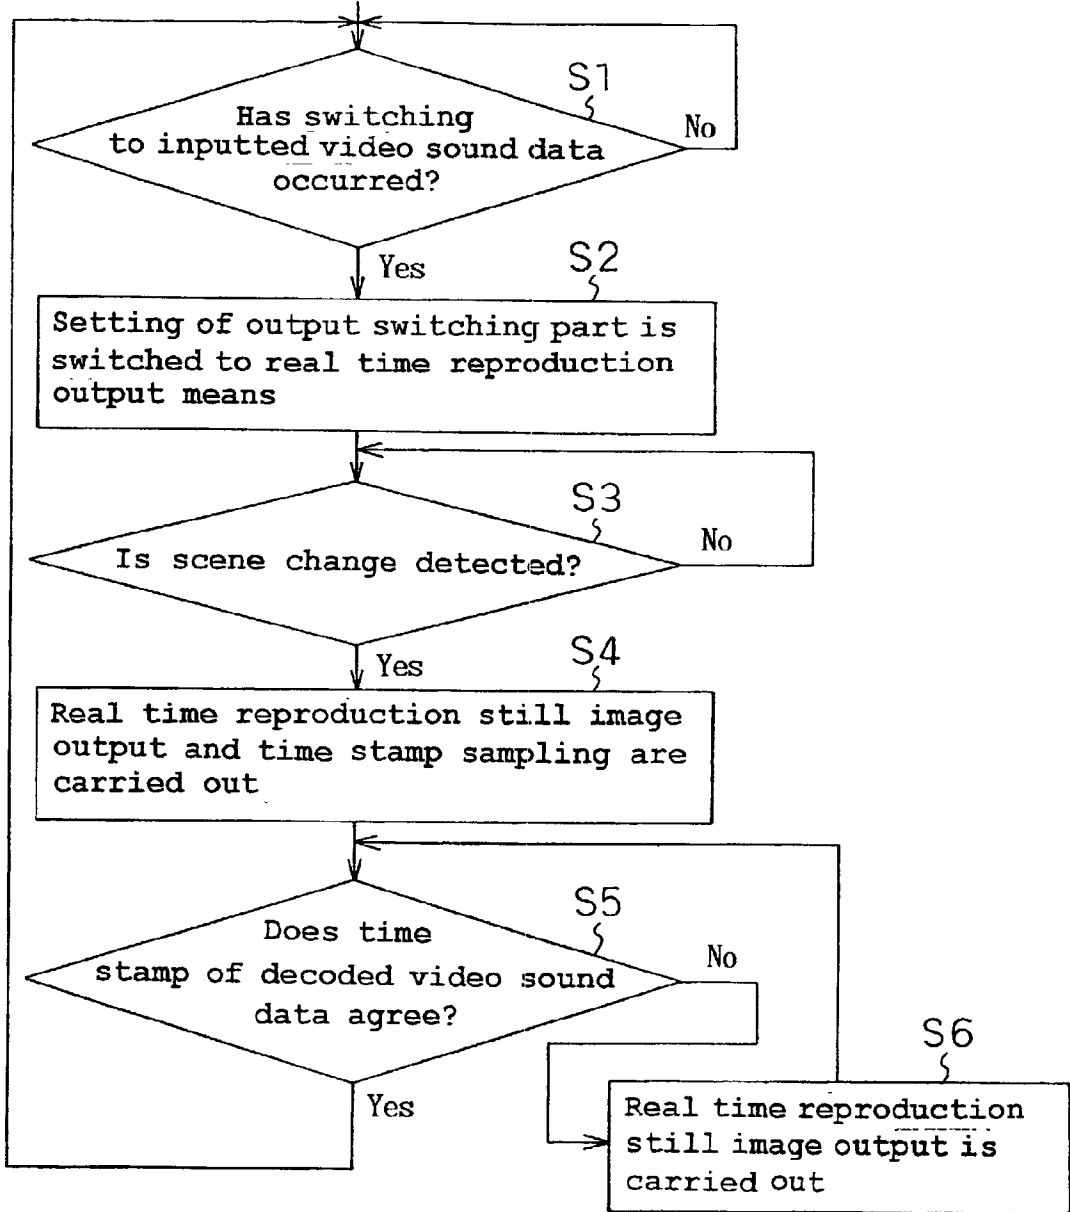 S1
Has switching
to inputted video sound data
occurred?
No
Yes
S2
Setting of output switching part is
switched to real time reproduction
output means
S3
Is scene change detected?
No
Yes
S4
Real time reproduction still image
output and time stamp sampling are
carried out
S5
Does time
stamp of decoded video sound
data agree?
No
Yes
S6
Real time reproduction
still image output is
carried out